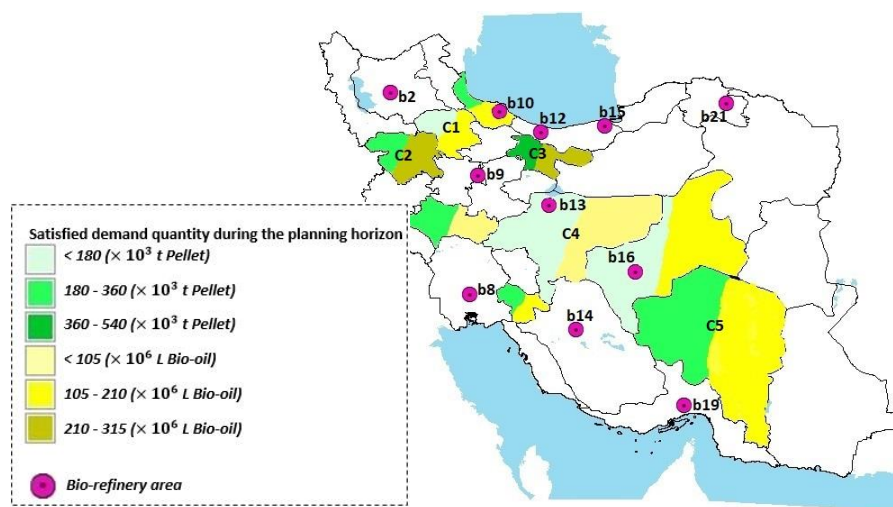 b2
b10
b12
b15
b21
C1
C2
C3
b9
b13
C4
b16
b8
b14
C5
b19
Satisfied demand quantity during the planning horizon
< 180 (× 10³ t Pellet)
180 - 360 (× 10³ t Pellet)
360 - 540 (× 10³ t Pellet)
< 105 (× 10⁶ L Bio-oil)
105 - 210 (× 10⁶ L Bio-oil)
210 - 315 (× 10⁶ L Bio-oil)
Bio-refinery area